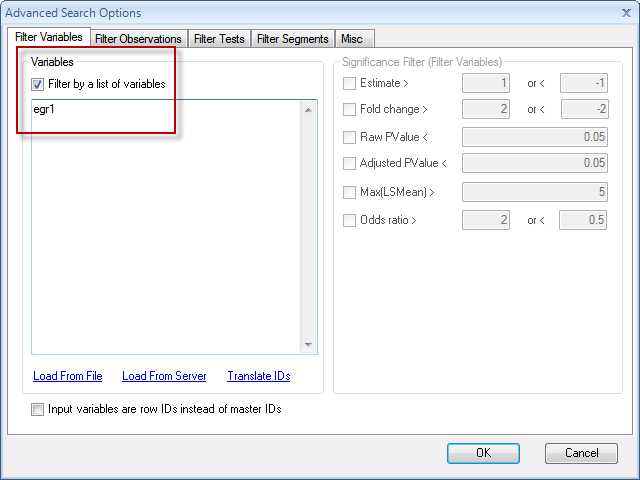 Advanced Search Options
Filter Variables Filter Observations Filter Tests Filter Segments Misc
Variables
Filter by a list of variables
egr1
Load From File Load From Server Translate IDs
Input variables are row IDs instead of master IDs
Significance Filter (Filter Variables)
Estimate > 1 or < -1
Fold change > 2 or < -2
Raw PValue < 0.05
Adjusted PValue < 0.05
Max(LSMean) > 5
Odds ratio > 2 or < 0.5
OK Cancel